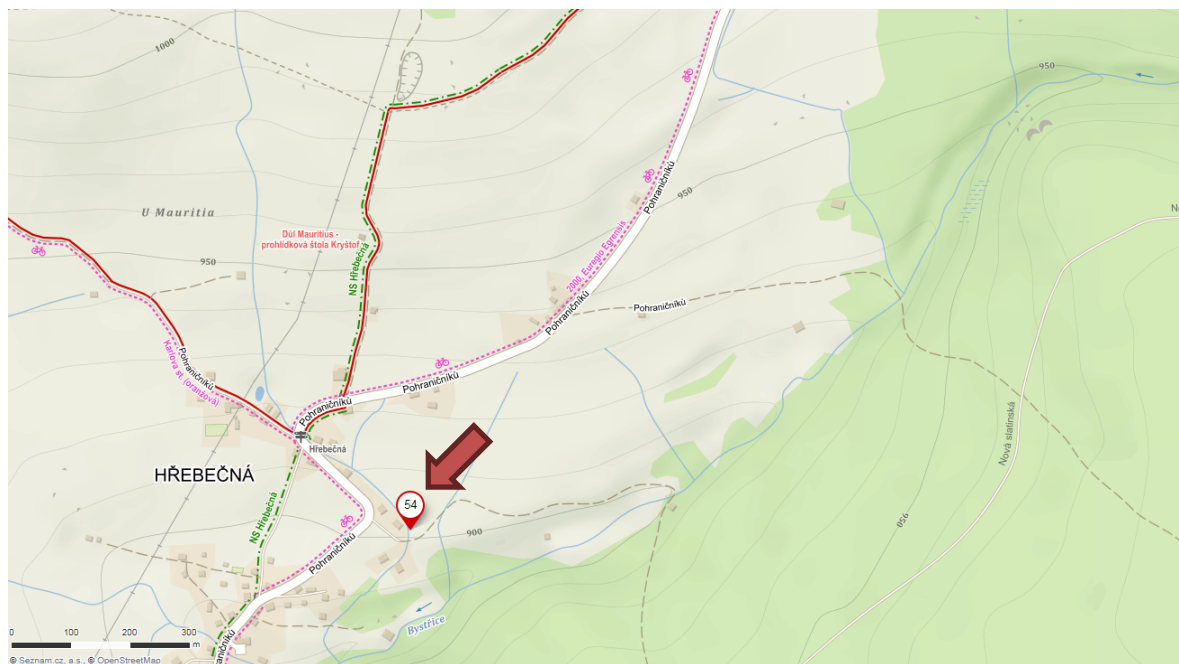 1000
950
U Mauritia
Důl Mauritius -
prohlídková štola Kryštof
950
NS Hřebečná
Pohraničníků
950
2000, Euregio Egrensis
Pohraničníků
Pohraničníků
Pohraničníků
Karlova st. (oranžová)
Pohraničníků
Pohraničníků
Hřebečná
HŘEBEČNÁ
NS Hřebečná
54
900
Nová slatinská
950
Pohraničníků
Bystřice
Pohraničníků
0 100 200 300
m
© Seznam.cz, a.s., © OpenStreetMap